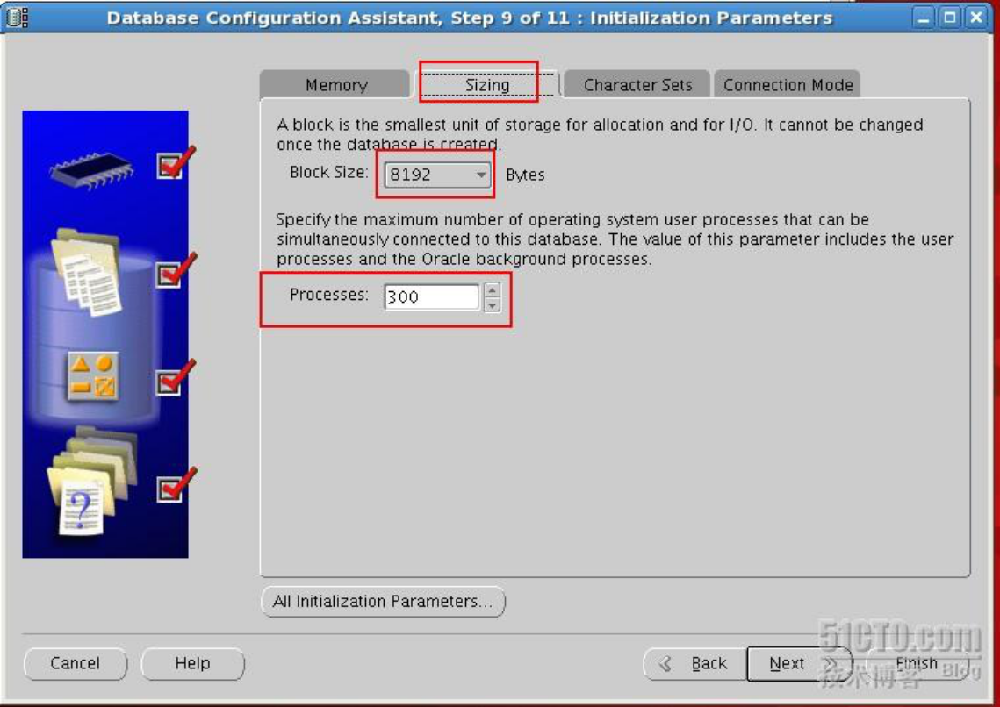 Database Configuration Assistant, Step 9 of 11 : Initialization Parameters
Memory Sizing Character Sets Connection Mode
A block is the smallest unit of storage for allocation and for I/O. It cannot be changed
once the database is created.
Block Size: 8192 Bytes
Specify the maximum number of operating system user processes that can be
simultaneously connected to this database. The value of this parameter includes the user
processes and the Oracle background processes.
Processes: 300
?
All Initialization Parameters...
Cancel Help Back Next Finish
51CTO.com
技术博客 Blog